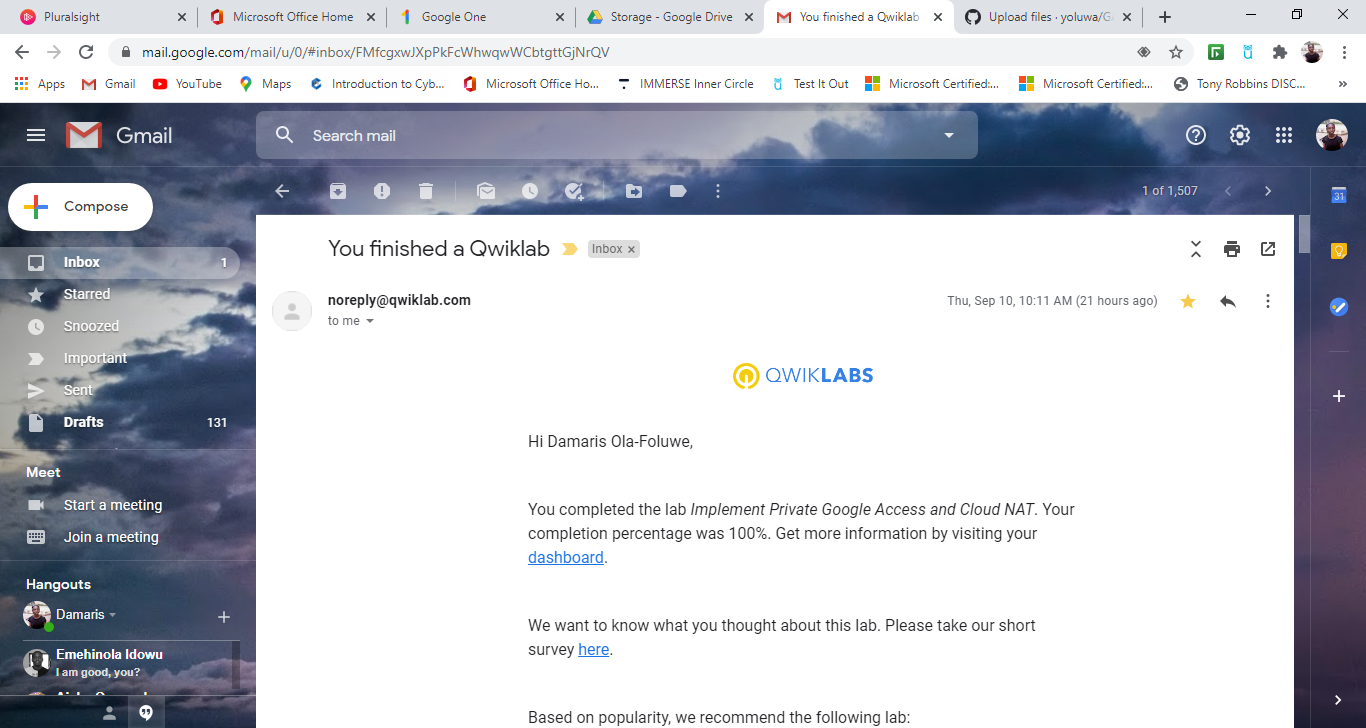 Pluralsight
Microsoft Office Home
Google One
Storage - Google Drive
You finished a Qwiklab
Upload files · yoluwa/G
mail.google.com/mail/u/0/#inbox/FMfcgxwJXpPkFcWhwqwWCbtgttGjNrQV
Apps
Gmail
YouTube
Maps
Introduction to Cyb...
Microsoft Office Ho...
IMMERSE Inner Circle
Test It Out
Microsoft Certified:...
Microsoft Certified:...
Tony Robbins DISC...
»
Gmail
Search mail
Compose
1 of 1,507
31
Inbox 1
Starred
Snoozed
Important
Sent
Drafts 131
Meet
Start a meeting
Join a meeting
Hangouts
Damaris
Emehinola Idowu
I am good, you?
You finished a Qwiklab
Inbox x
noreply@qwiklab.com
Thu, Sep 10, 10:11 AM (21 hours ago)
to me
QWIKLABS
Hi Damaris Ola-Foluwe,
You completed the lab Implement Private Google Access and Cloud NAT. Your
completion percentage was 100%. Get more information by visiting your
dashboard.
We want to know what you thought about this lab. Please take our short
survey here.
Based on popularity, we recommend the following lab: